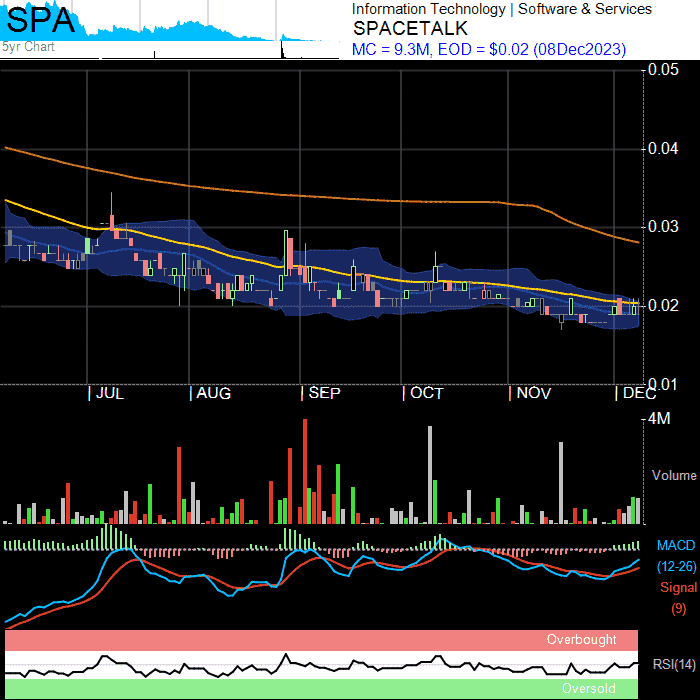 SPA
5yr Chart
Information Technology | Software & Services
SPACETALK
MC = 9.3M, EOD = $0.02 (08Dec2023)
0.05
0.04
0.03
0.02
0.01
| JUL
| AUG
| SEP
| OCT
| NOV
| DEC
4M
Volume
MACD
(12-26)
Signal
(9)
Overbought
RSI(14)
Oversold